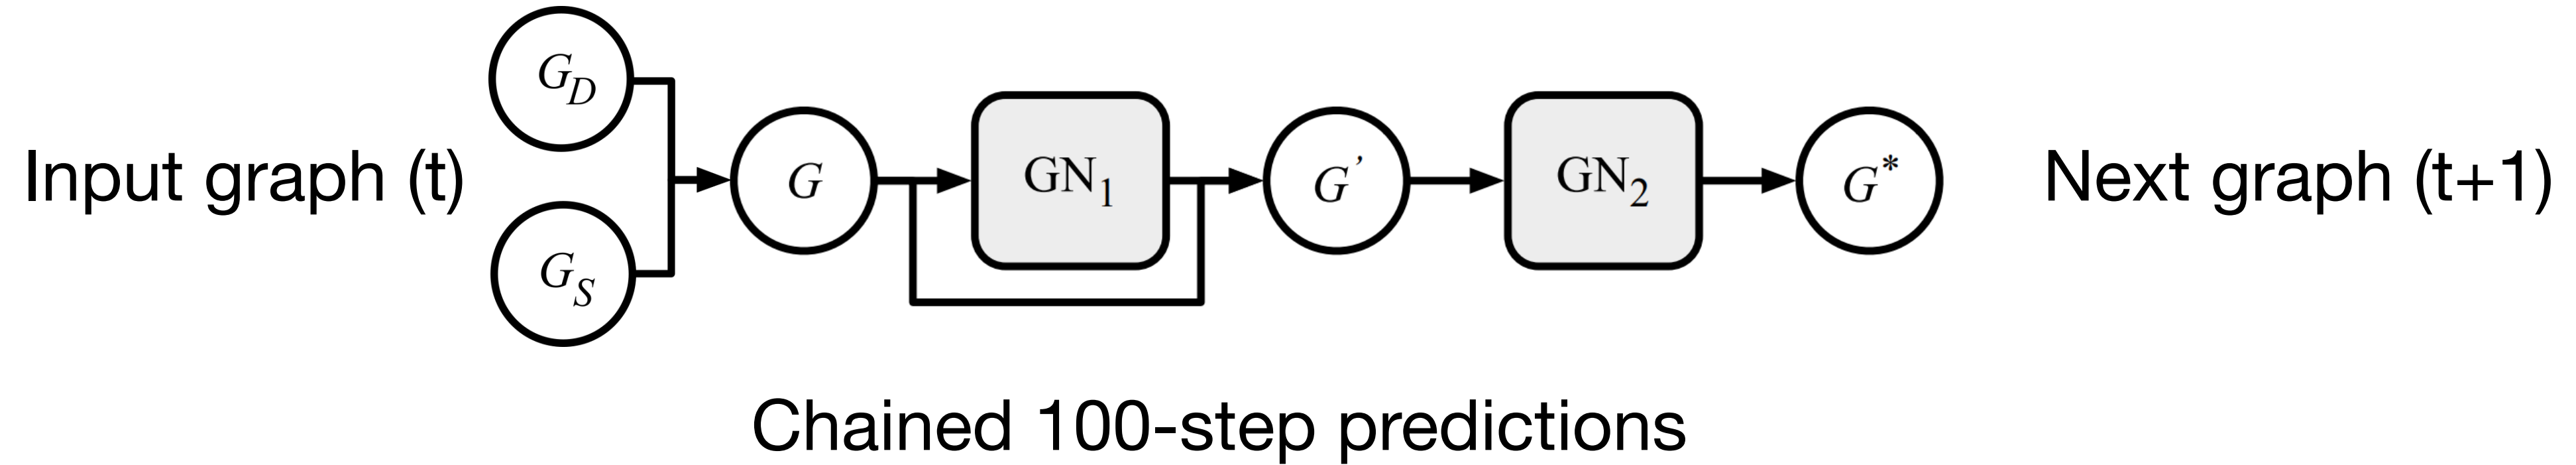 Input graph (t)
G_D
G_S
G
GN_1
G’
GN_2
G*
Next graph (t+1)
Chained 100-step predictions